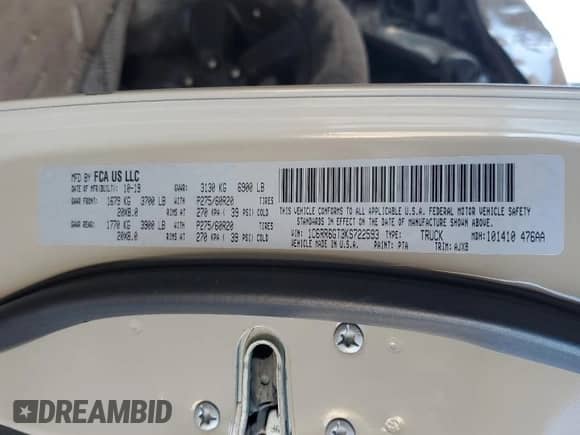 MFD BY FCA US LLC
DATE OF MFR(BUILT): 10-19 GVWR: 3130 KG 6900 LB
GAWR FRONT: 1679 KG 3700 LB P275/60R20 TIRES
20X8.0 RIMS AT 270 KPA ( 39 PSI) COLD
GAWR REAR: 1770 KG 3900 LB P275/60R20 TIRES
20X8.0 RIMS AT 270 KPA ( 39 PSI) COLD
THIS VEHICLE CONFORMS TO ALL APPLICABLE U.S.A. FEDERAL MOTOR VEHICLE SAFETY
STANDARDS IN EFFECT ON THE DATE OF MANUFACTURE SHOWN ABOVE.
VIN: 1C6RR6GT3KS722593 TYPE: TRUCK MDH: 101410 476AA
VEHICLE MADE IN U.S.A. PAINT: PTA TRIM: AJX8
DREAMBID